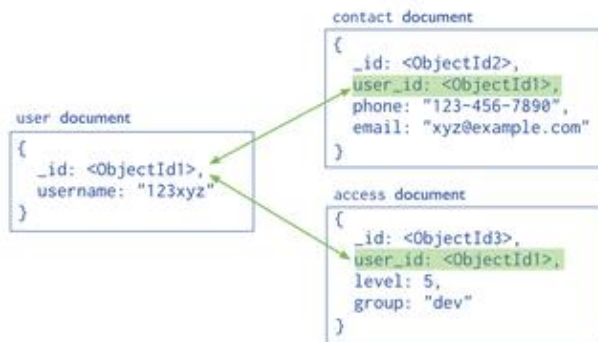 user document
{
_id: <ObjectId1>,
username: "123xyz"
}
contact document
{
_id: <ObjectId2>,
user_id: <ObjectId1>,
phone: "123-456-7890",
email: "xyz@example.com"
}
access document
{
_id: <ObjectId3>,
user_id: <ObjectId1>,
level: 5,
group: "dev"
}